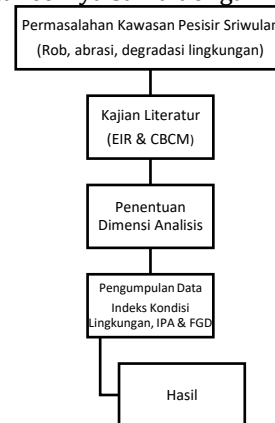 Permasalahan Kawasan Pesisir Sriwulan
(Rob, abrasi, degradasi lingkungan)
Kajian Literatur
(EIR & CBCM)
Penentuan
Dimensi Analisis
Pengumpulan Data
Indeks Kondisi
Lingkungan, IPA & FGD
Hasil